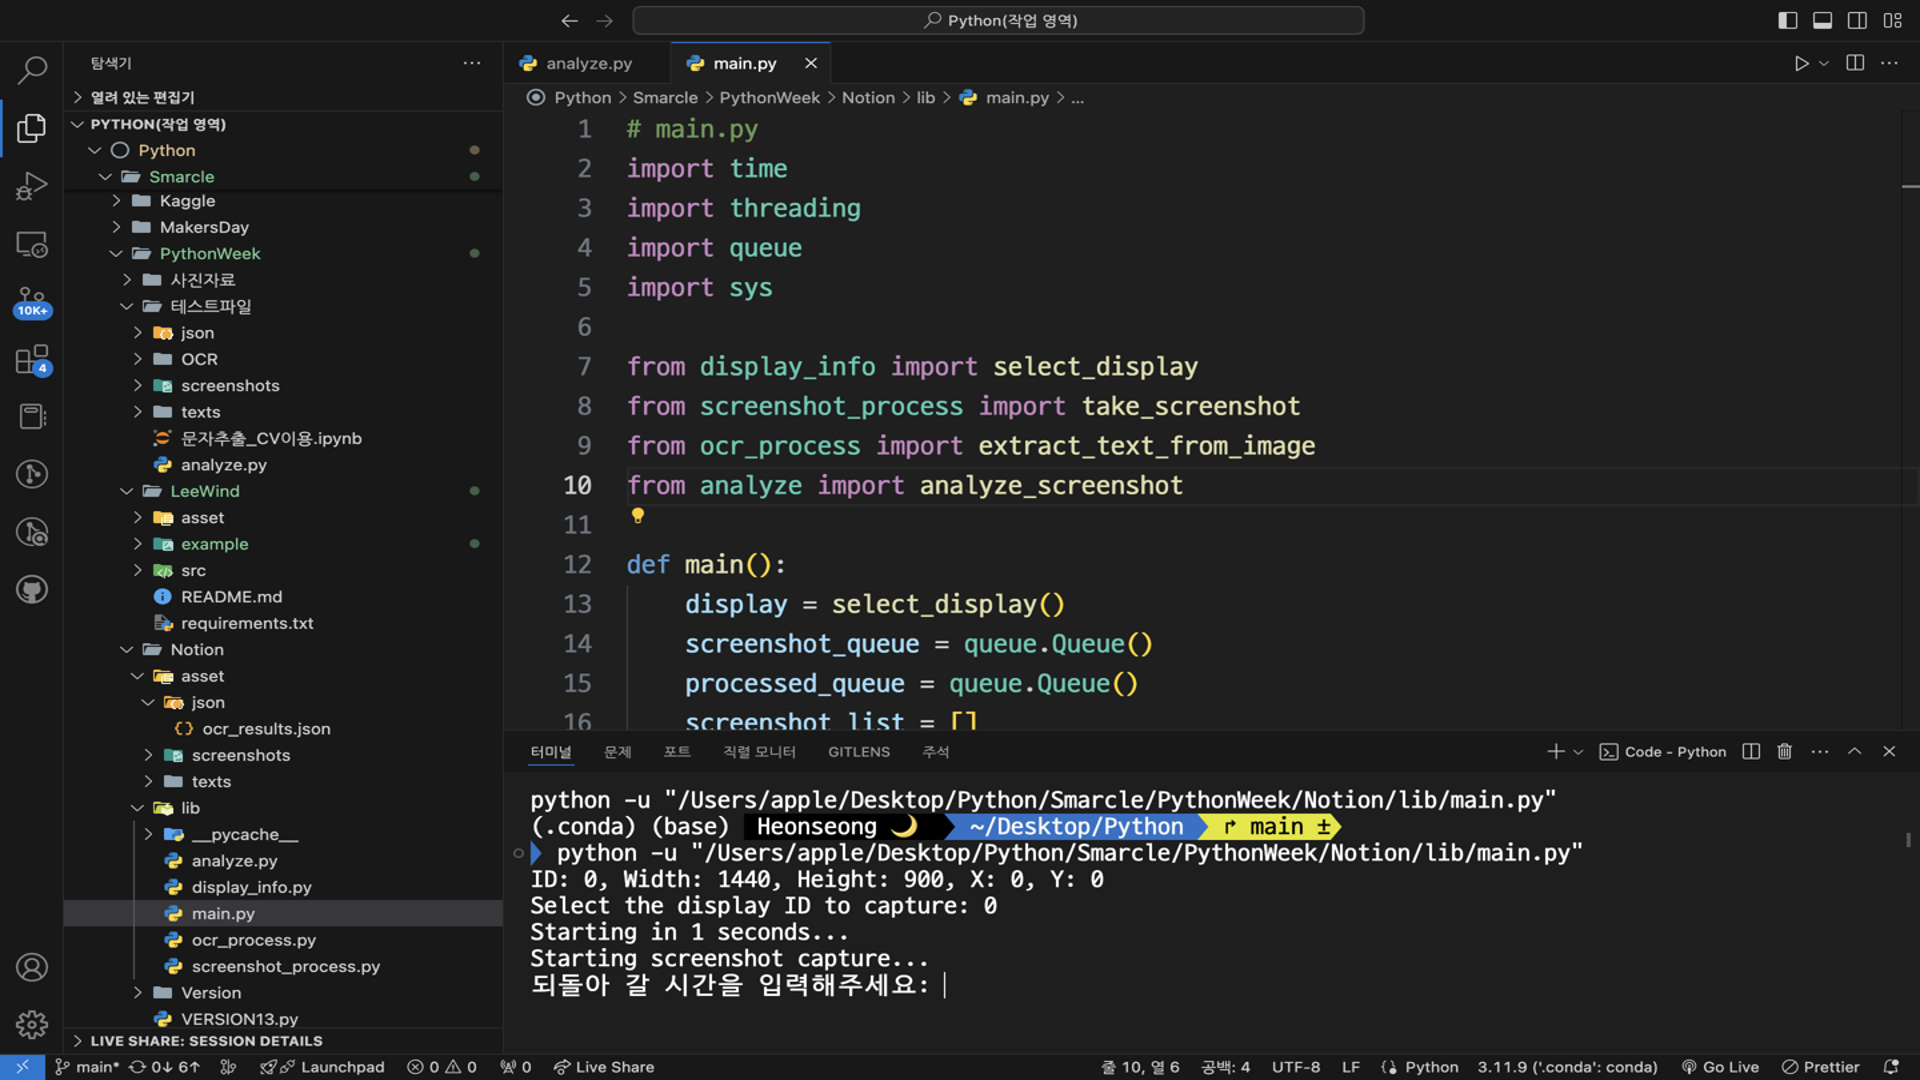 Python(작업 영역)
탐색기
열려 있는 편집기
PYTHON(작업 영역)
Python
Smarcle
Kaggle
MakersDay
PythonWeek
사진자료
테스트파일
json
OCR
screenshots
texts
문자추출_CV이용.ipynb
analyze.py
LeeWind
asset
example
src
README.md
requirements.txt
Notion
asset
json
ocr_results.json
screenshots
texts
lib
__pycache__
analyze.py
display_info.py
main.py
ocr_process.py
screenshot_process.py
Version
VERSION13.py
LIVE SHARE: SESSION DETAILS
10K+
4
analyze.py
main.py
Python > Smarcle > PythonWeek > Notion > lib > main.py > ...
1 # main.py
2 import time
3 import threading
4 import queue
5 import sys
6
7 from display_info import select_display
8 from screenshot_process import take_screenshot
9 from ocr_process import extract_text_from_image
10 from analyze import analyze_screenshot
11
12 def main():
13 display = select_display()
14 screenshot_queue = queue.Queue()
15 processed_queue = queue.Queue()
16 screenshot_list = []
터미널 문제 포트 직렬 모니터 GITLENS 주석
Code - Python
python -u "/Users/apple/Desktop/Python/Smarcle/PythonWeek/Notion/lib/main.py"
(.conda) (base) Heonseong 🌙 ~/Desktop/Python main ±
python -u "/Users/apple/Desktop/Python/Smarcle/PythonWeek/Notion/lib/main.py"
ID: 0, Width: 1440, Height: 900, X: 0, Y: 0
Select the display ID to capture: 0
Starting in 1 seconds...
Starting screenshot capture...
되돌아 갈 시간을 입력해주세요:
main* 0↓ 6↑ Launchpad 0 0 0 Live Share 줄 10, 열 6 공백: 4 UTF-8 LF Python 3.11.9 ('.conda': conda) Go Live Prettier